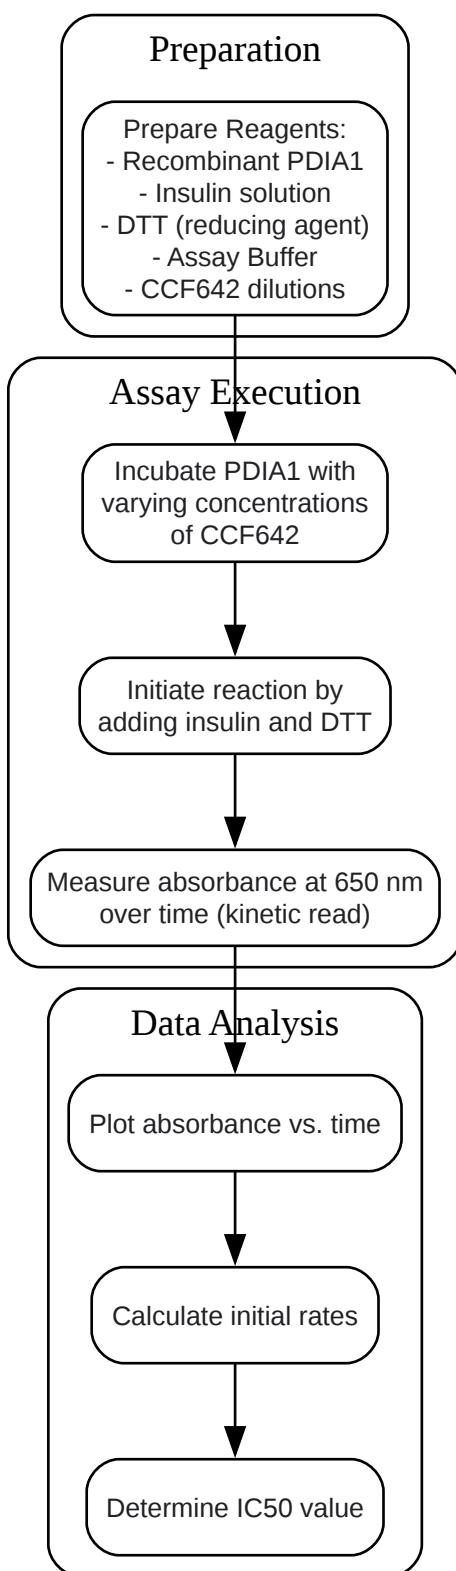 Preparation
Prepare Reagents:
- Recombinant PDIA1
- Insulin solution
- DTT (reducing agent)
- Assay Buffer
- CCF642 dilutions
Assay Execution
Incubate PDIA1 with
varying concentrations
of CCF642
Initiate reaction by
adding insulin and DTT
Measure absorbance at 650 nm
over time (kinetic read)
Data Analysis
Plot absorbance vs. time
Calculate initial rates
Determine IC50 value